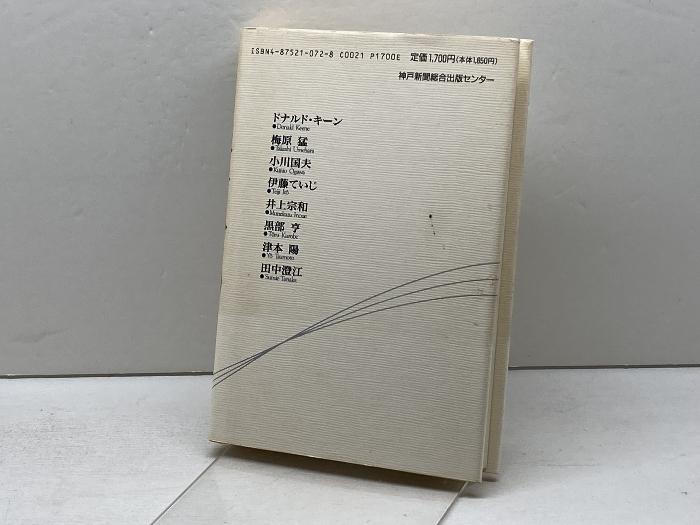 ISBN4-87521-072-8 C0021 P1700E 定価1,700円(本体1,650円)
神戸新聞総合出版センター
ドナルド・キーン
●Donald Keene
梅原 猛
●Takeshi Umehara
小川国夫
●Kunio Ogawa
伊藤ていじ
●Teiji Itō
井上宗和
●Munekazu Inoue
黒部 亨
●Tōru Kurobe
津本 陽
●Yō Tsumoto
田中澄江
●Sumie Tanaka